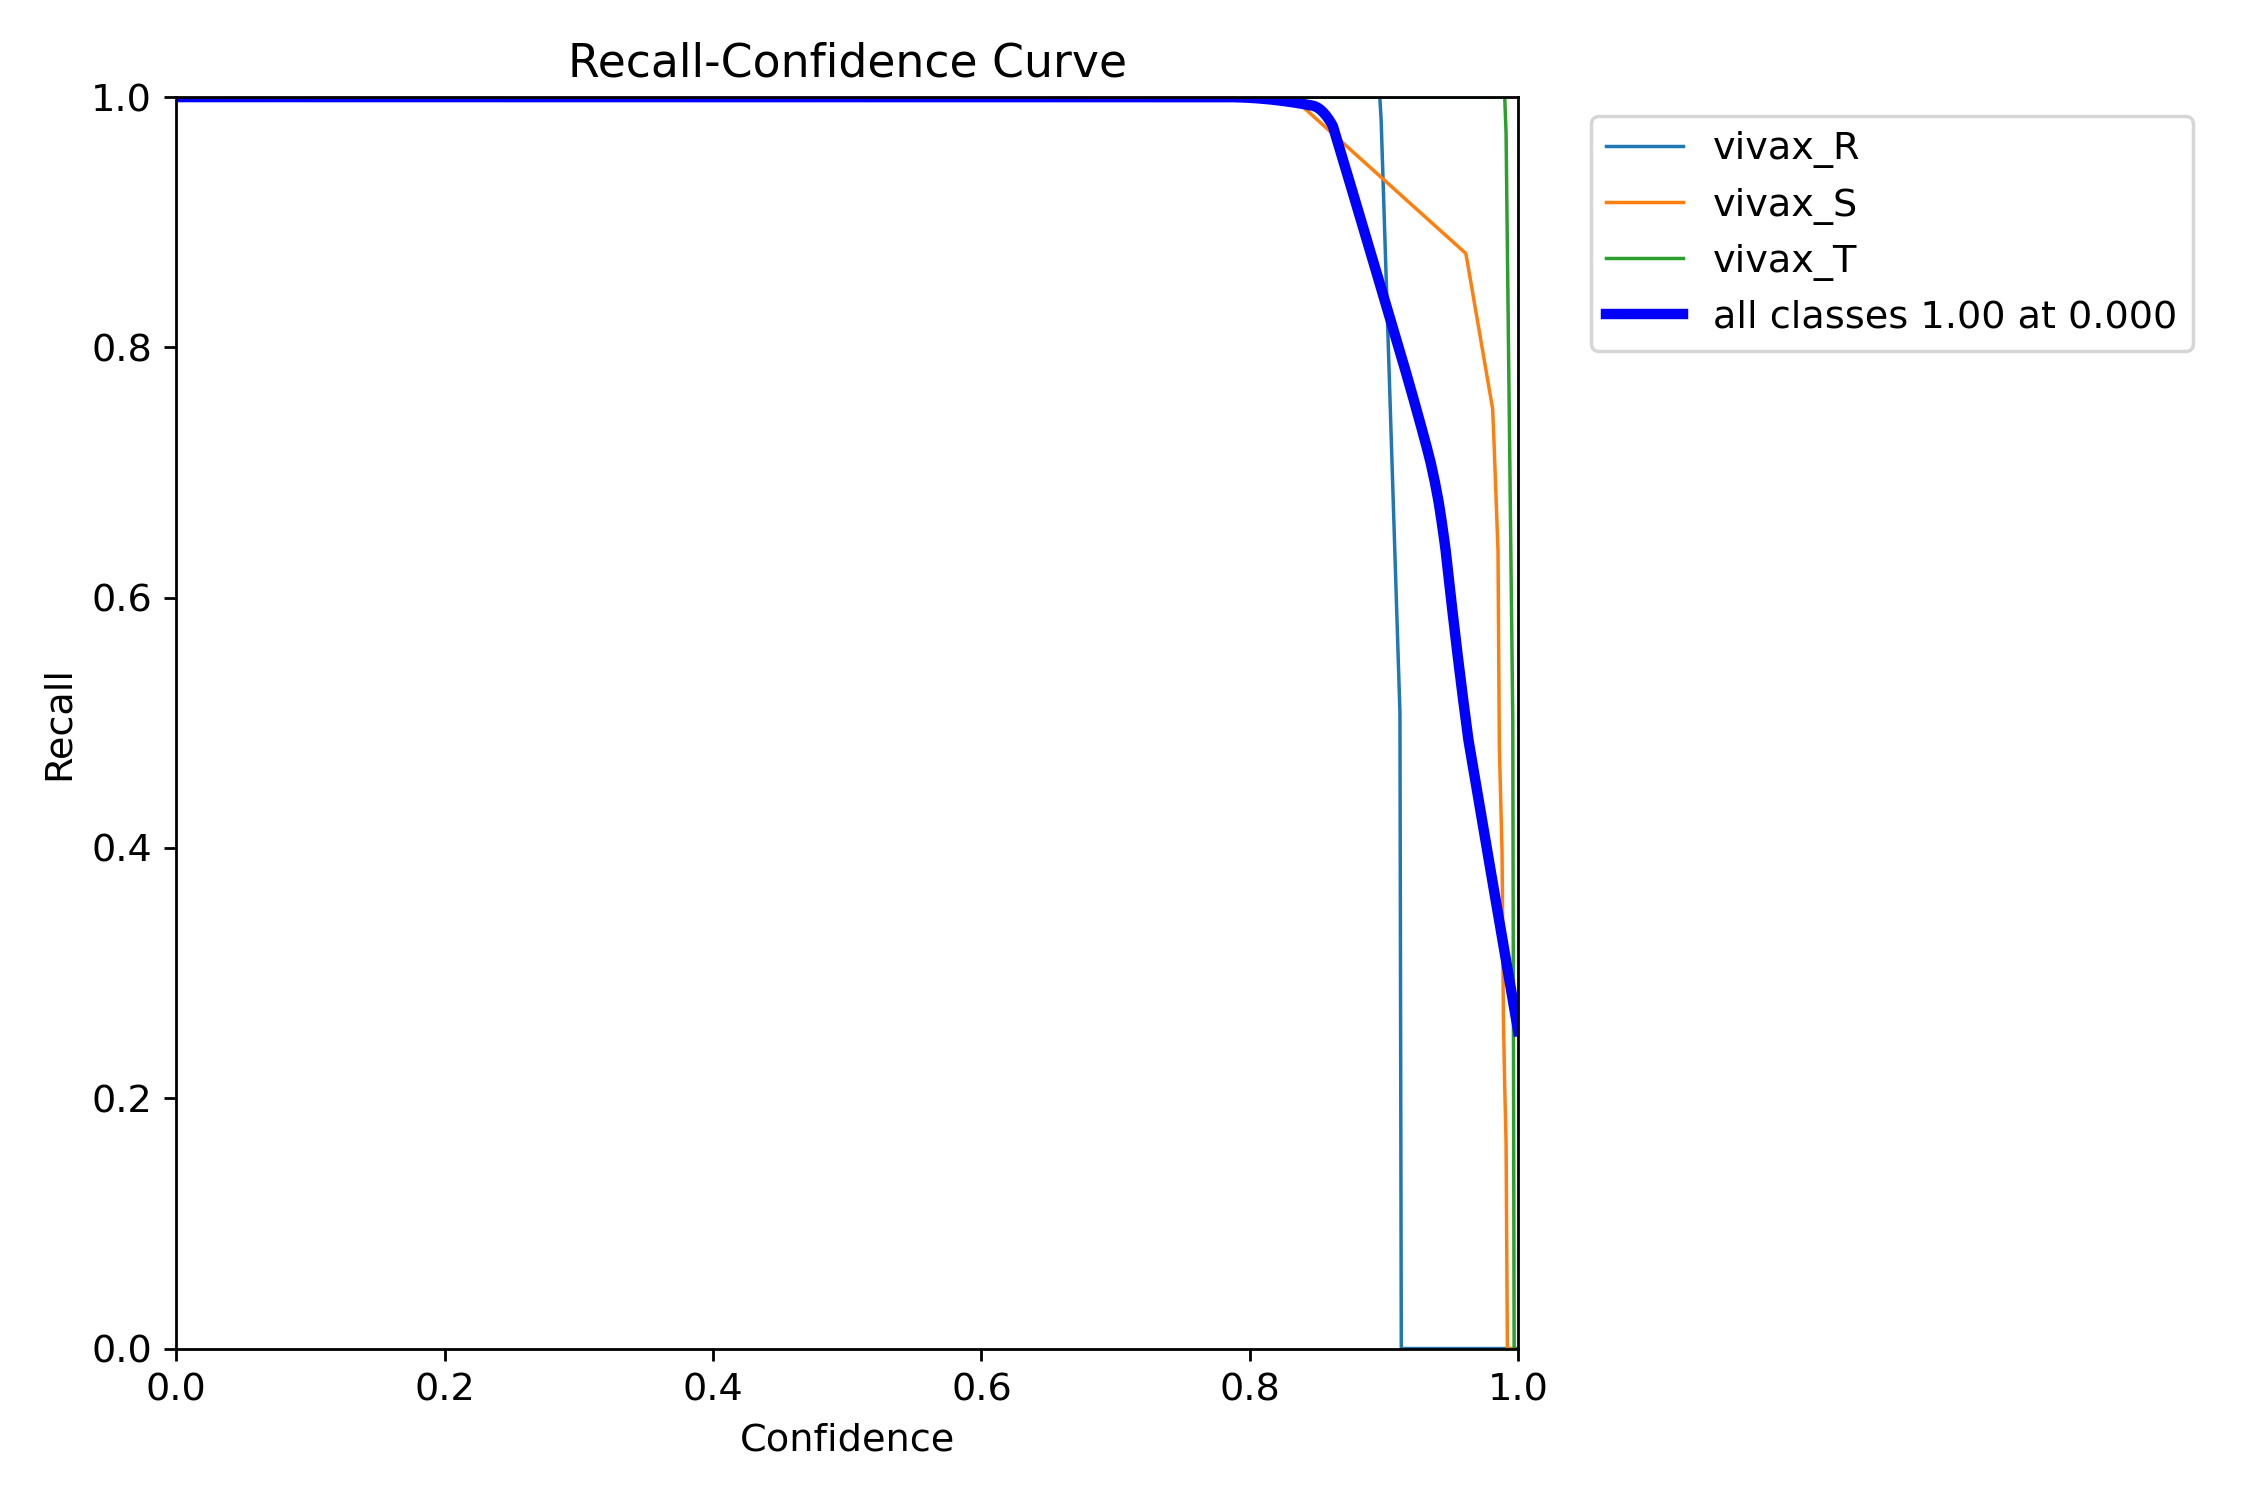 Recall-Confidence Curve
1.0
0.8
0.6
0.4
0.2
0.0
Recall
0.0 0.2 0.4 0.6 0.8 1.0
Confidence
vivax_R
vivax_S
vivax_T
all classes 1.00 at 0.000